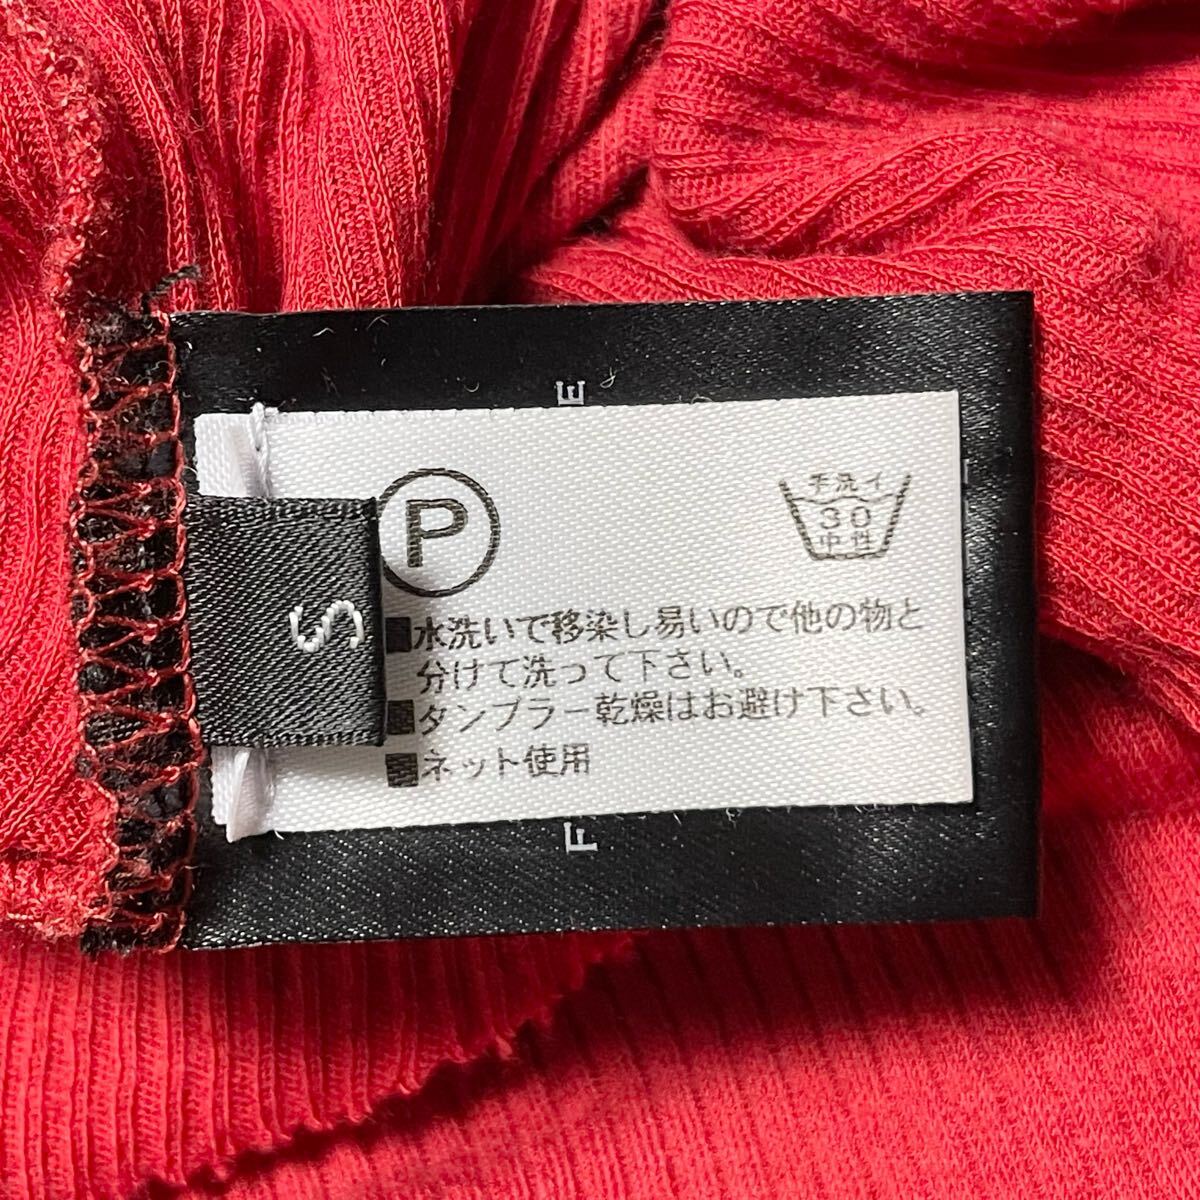 E
P
手洗イ
30
中性
S
■水洗いで移染し易いので他の物と
分けて洗って下さい。
■タンブラー乾燥はお避け下さい。
■ネット使用
F